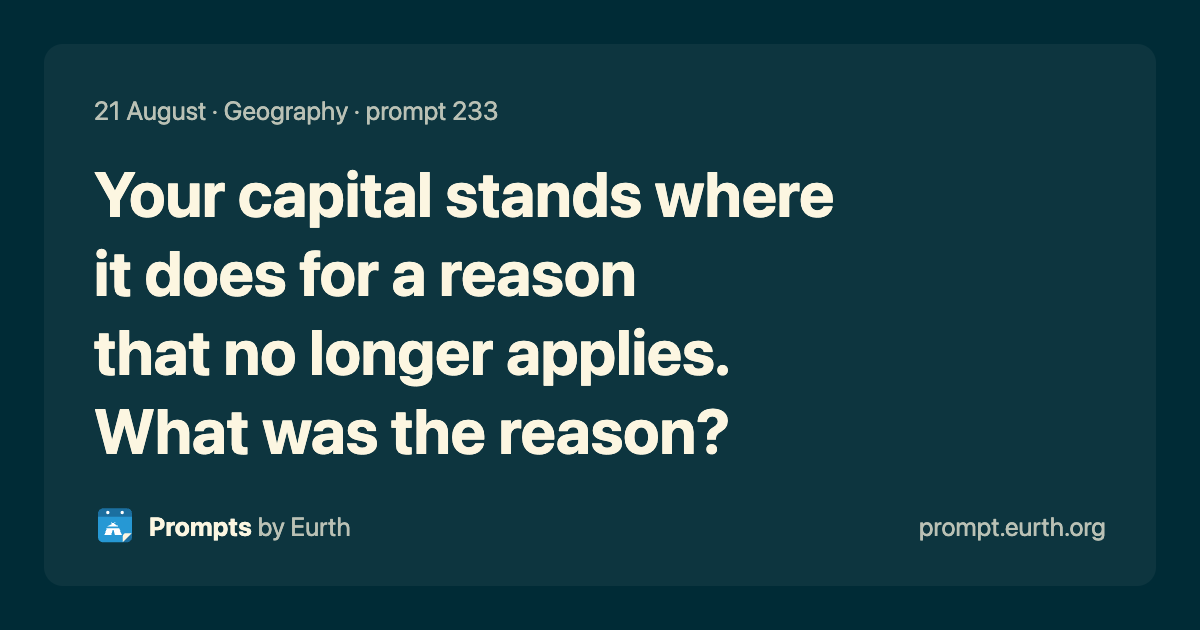 21 August · Geography · prompt 233
Your capital stands where
it does for a reason
that no longer applies.
What was the reason?
Prompts by Eurth
prompt.eurth.org